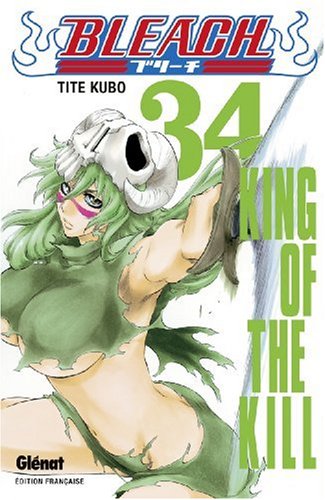 BLEACH
ブリーチ
TITE KUBO
34
KING
OF
THE
KILL
Glénat
ÉDITION FRANÇAISE